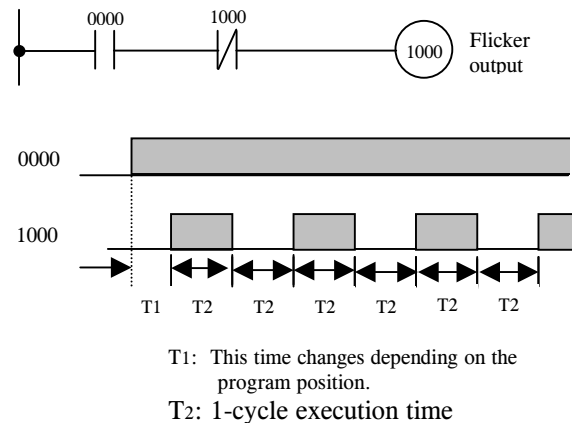 0000 1000
1000 Flicker
output
0000
1000
T1 T2 T2 T2 T2 T2 T2
T1: This time changes depending on the
program position.
T2: 1-cycle execution time